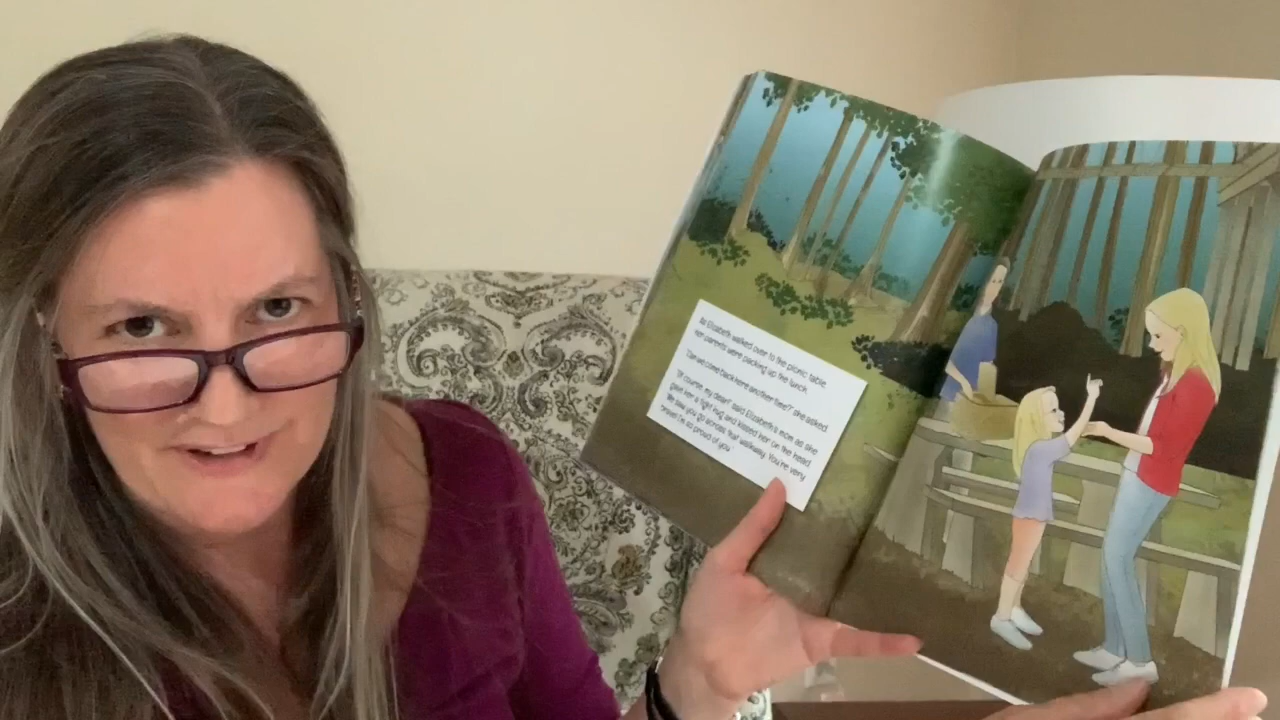 As Elizabeth walked over to the picnic table,
her parents were packing up the lunch.
"Can we come back here another time?" she asked.
"Of course, my dear!" said Elizabeth's mom as she
gave her a tight hug and kissed her on the head.
"We saw you go across that walkway. You're very
brave! I'm so proud of you."